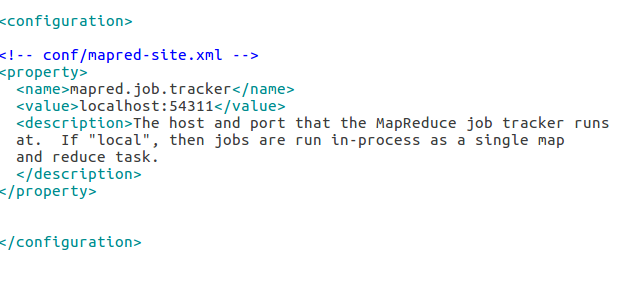 <configuration>
<!-- conf/mapred-site.xml -->
<property>
  <name>mapred.job.tracker</name>
  <value>localhost:54311</value>
  <description>The host and port that the MapReduce job tracker runs
  at.  If "local", then jobs are run in-process as a single map
  and reduce task.
  </description>
</property>
</configuration>